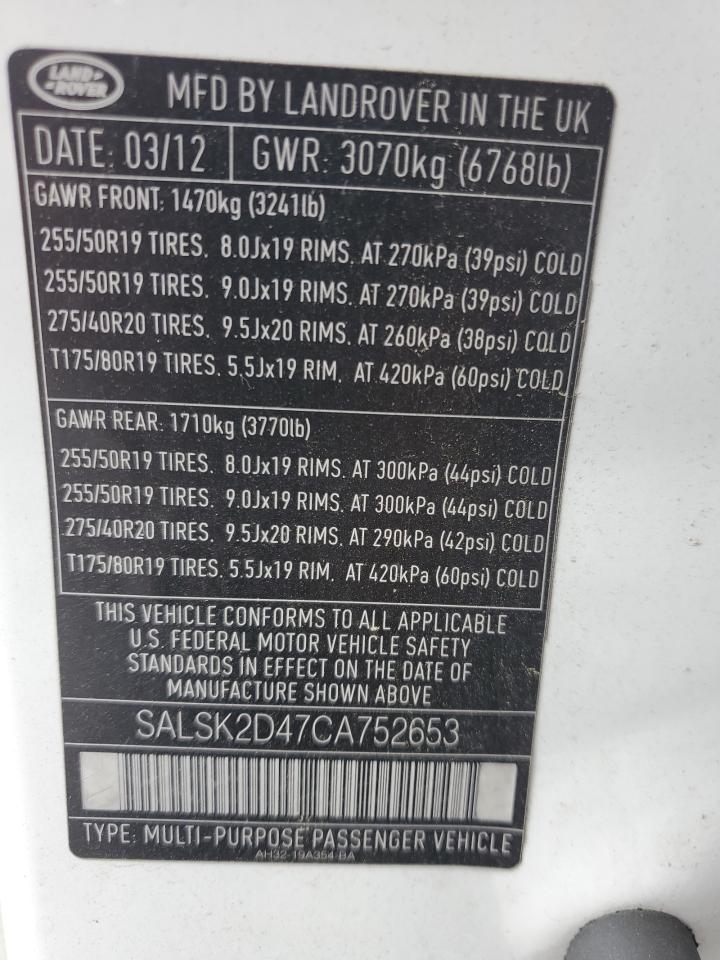 LAND ROVER
MFD BY LANDROVER IN THE UK
DATE: 03/12 GWR: 3070kg (6768lb)
GAWR FRONT: 1470kg (3241lb)
255/50R19 TIRES. 8.0Jx19 RIMS. AT 270kPa (39psi) COLD
255/50R19 TIRES. 9.0Jx19 RIMS. AT 270kPa (39psi) COLD
275/40R20 TIRES. 9.5Jx20 RIMS. AT 260kPa (38psi) COLD
T175/80R19 TIRES. 5.5Jx19 RIM. AT 420kPa (60psi) COLD
GAWR REAR: 1710kg (3770lb)
255/50R19 TIRES. 8.0Jx19 RIMS. AT 300kPa (44psi) COLD
255/50R19 TIRES. 9.0Jx19 RIMS. AT 300kPa (44psi) COLD
275/40R20 TIRES. 9.5Jx20 RIMS. AT 290kPa (42psi) COLD
T175/80R19 TIRES. 5.5Jx19 RIM. AT 420kPa (60psi) COLD
THIS VEHICLE CONFORMS TO ALL APPLICABLE
U.S. FEDERAL MOTOR VEHICLE SAFETY
STANDARDS IN EFFECT ON THE DATE OF
MANUFACTURE SHOWN ABOVE
SALSK2D47CA752653
TYPE: MULTI-PURPOSE PASSENGER VEHICLE
AH32-19A354-BA